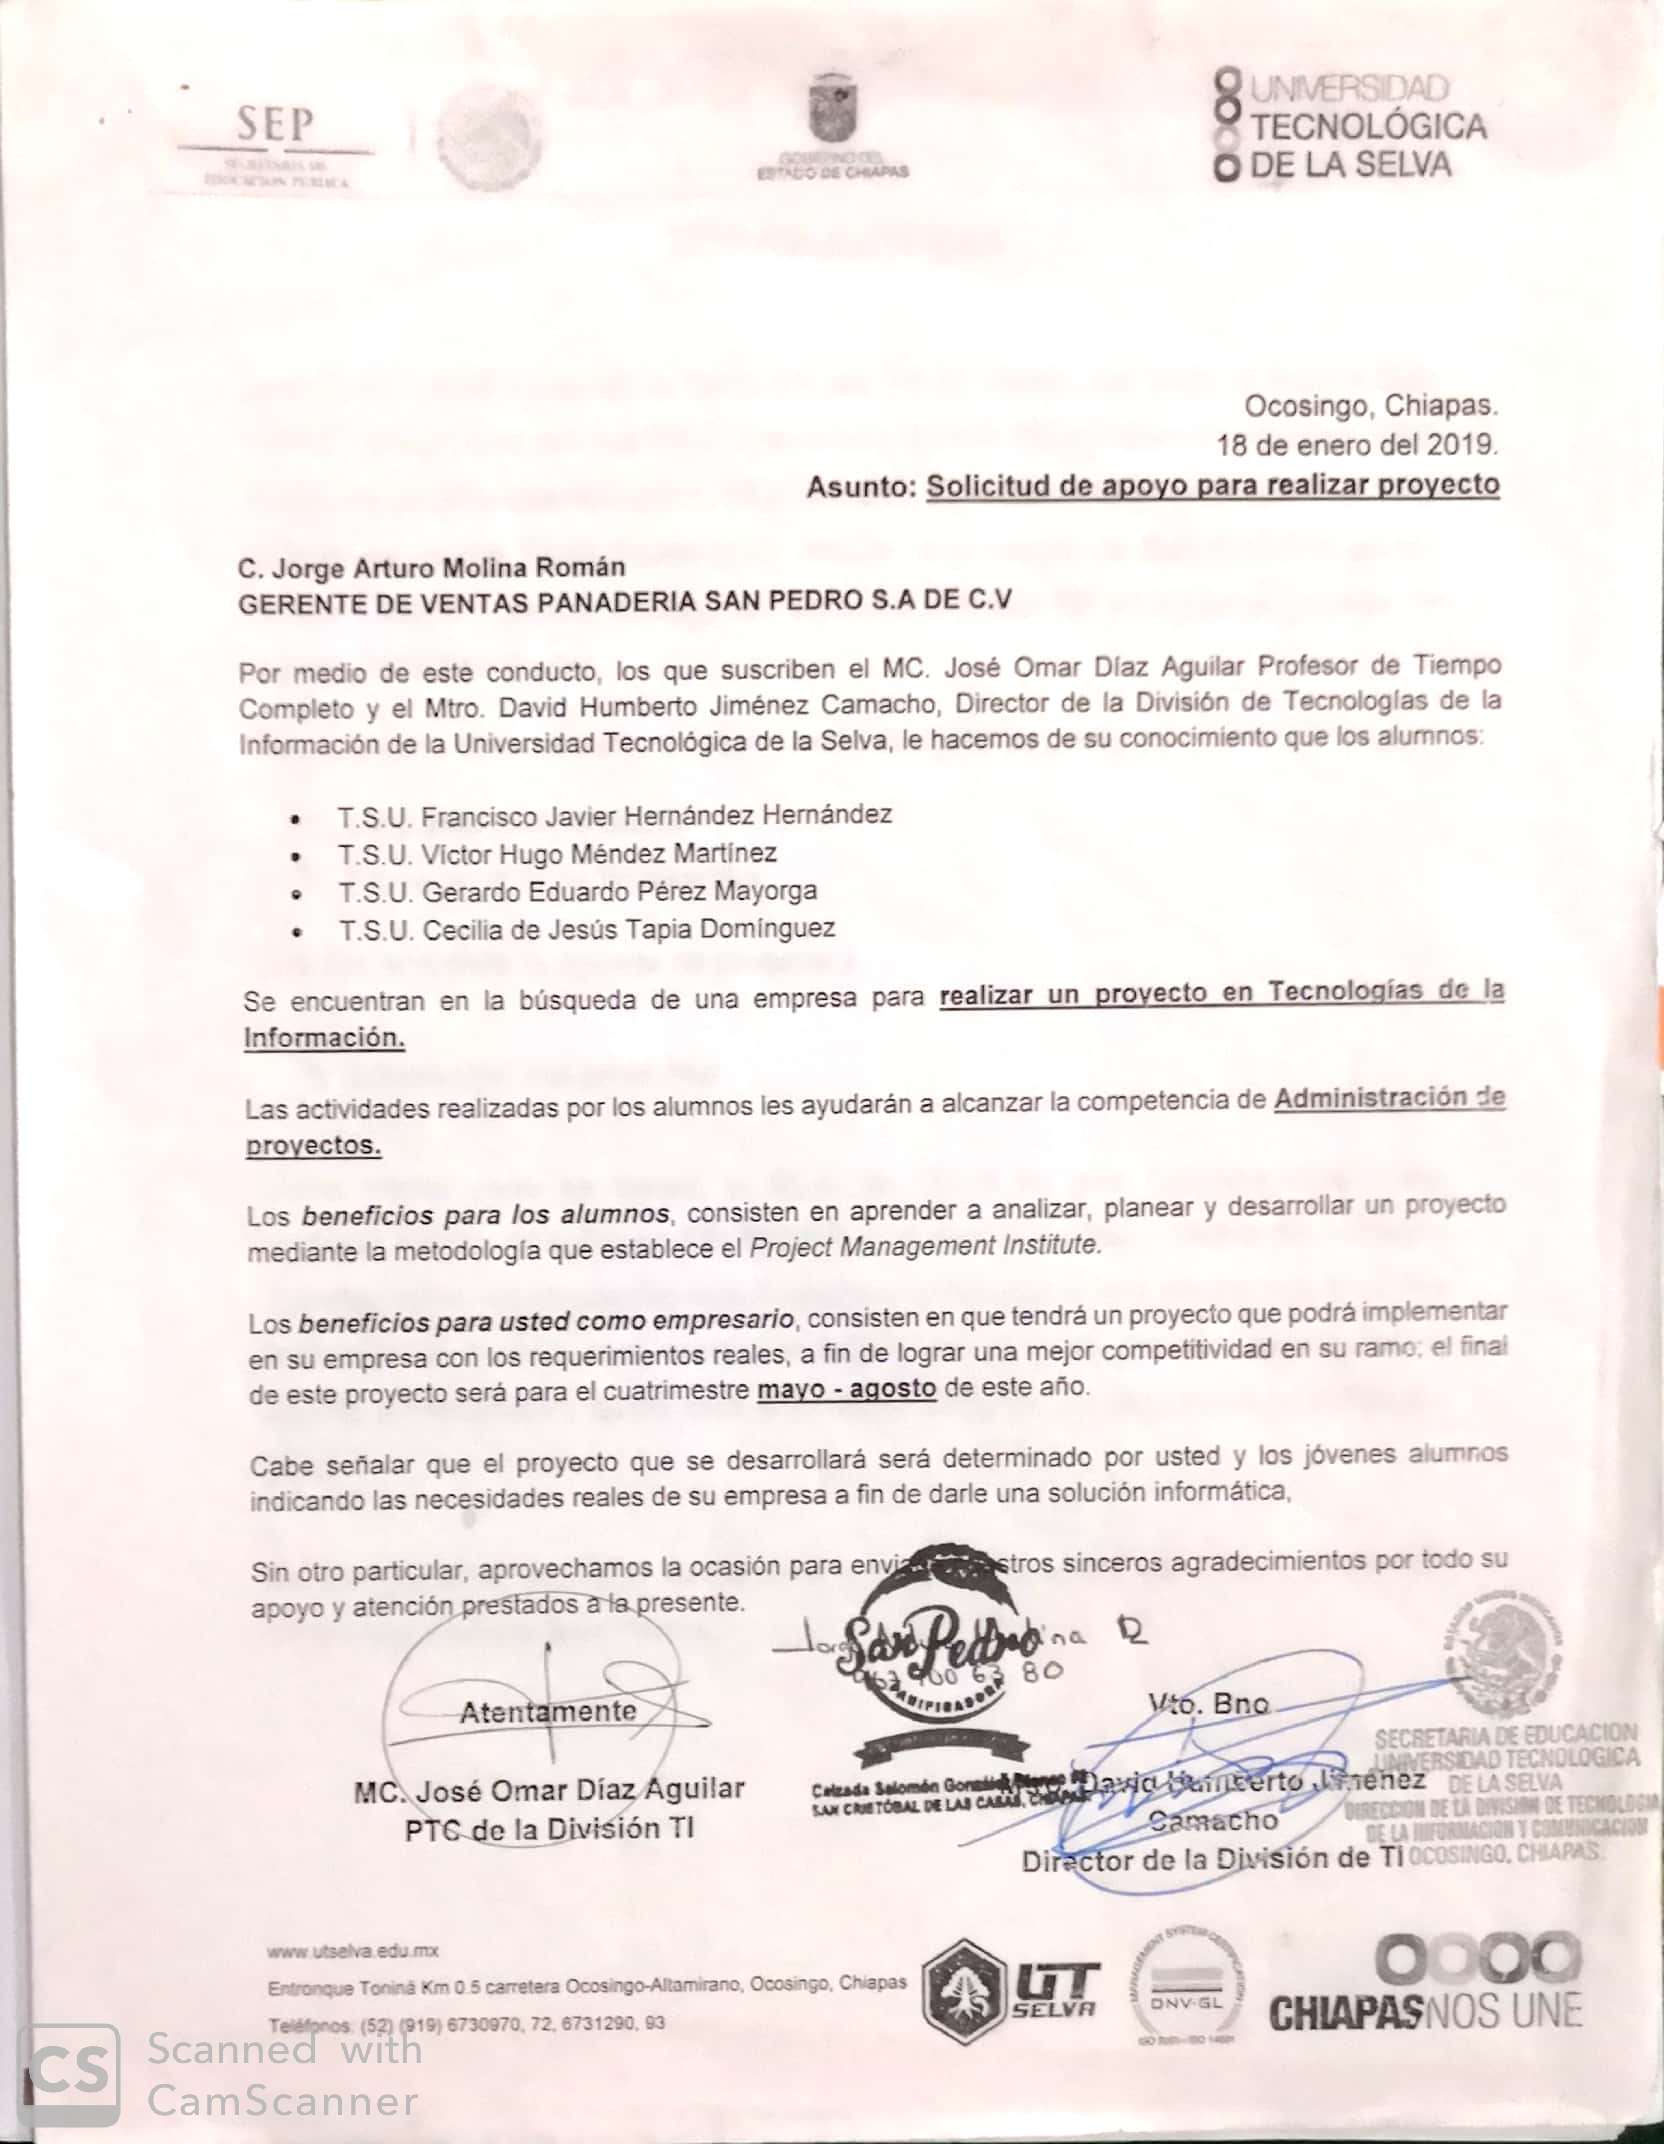 SEP
SECRETARÍA DE
EDUCACIÓN PÚBLICA
GOBIERNO DEL
ESTADO DE CHIAPAS
UNIVERSIDAD
TECNOLÓGICA
DE LA SELVA
Ocosingo, Chiapas.
18 de enero del 2019.
Asunto: Solicitud de apoyo para realizar proyecto
C. Jorge Arturo Molina Román
GERENTE DE VENTAS PANADERIA SAN PEDRO S.A DE C.V
Por medio de este conducto, los que suscriben el MC. José Omar Díaz Aguilar Profesor de Tiempo
Completo y el Mtro. David Humberto Jiménez Camacho, Director de la División de Tecnologías de la
Información de la Universidad Tecnológica de la Selva, le hacemos de su conocimiento que los alumnos:
• T.S.U. Francisco Javier Hernández Hernández
• T.S.U. Víctor Hugo Méndez Martínez
• T.S.U. Gerardo Eduardo Pérez Mayorga
• T.S.U. Cecilia de Jesús Tapia Domínguez
Se encuentran en la búsqueda de una empresa para realizar un proyecto en Tecnologías de la
Información.
Las actividades realizadas por los alumnos les ayudarán a alcanzar la competencia de Administración de
proyectos.
Los beneficios para los alumnos, consisten en aprender a analizar, planear y desarrollar un proyecto
mediante la metodología que establece el Project Management Institute.
Los beneficios para usted como empresario, consisten en que tendrá un proyecto que podrá implementar
en su empresa con los requerimientos reales, a fin de lograr una mejor competitividad en su ramo; el final
de este proyecto será para el cuatrimestre mayo - agosto de este año.
Cabe señalar que el proyecto que se desarrollará será determinado por usted y los jóvenes alumnos
indicando las necesidades reales de su empresa a fin de darle una solución informática,
Sin otro particular, aprovechamos la ocasión para sinceros agradecimientos por todo su
apoyo y atención prestados a la presente.
San Pedro
PANIFICADORA
Calzada Salomón González
SAN CRISTÓBAL DE LAS CASAS, CHIAPAS
Atentamente
MC. José Omar Díaz Aguilar
PTC de la División TI
Vto. Bno
David Humberto Jiménez
Camacho
Director de la División de TI
ESTADOS UNIDOS MEXICANOS
SECRETARIA DE EDUCACION
UNIVERSIDAD TECNOLOGICA
DE LA SELVA
DIRECCION DE LA DIVISION DE TECNOLOGIA
DE LA INFORMACION Y COMUNICACION
OCOSINGO, CHIAPAS.
www.utselva.edu.mx
Entronque Toniná Km 0.5 carretera Ocosingo-Altamirano, Ocosingo, Chiapas
Teléfonos: (52) (919) 6730970, 72, 6731290, 93
UT
SELVA
MANAGEMENT SYSTEM CERTIFICATION
DNV·GL
CHIAPAS NOS UNE
CS
Scanned with
CamScanner